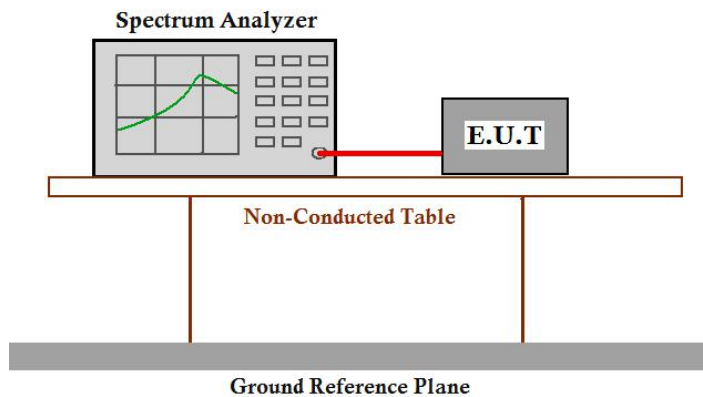 Spectrum Analyzer
E.U.T
Non-Conducted Table
Ground Reference Plane